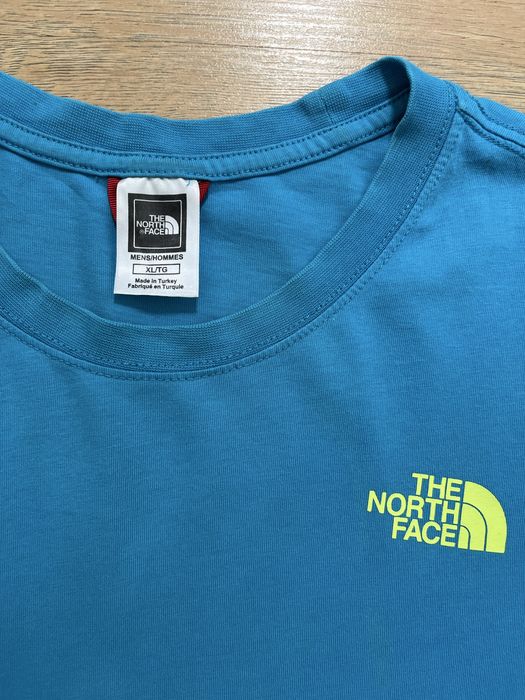 THE
NORTH
FACE
MENS/HOMMES
XL/TG
Made in Turkey
Fabriqué en Turquie
THE
NORTH
FACE